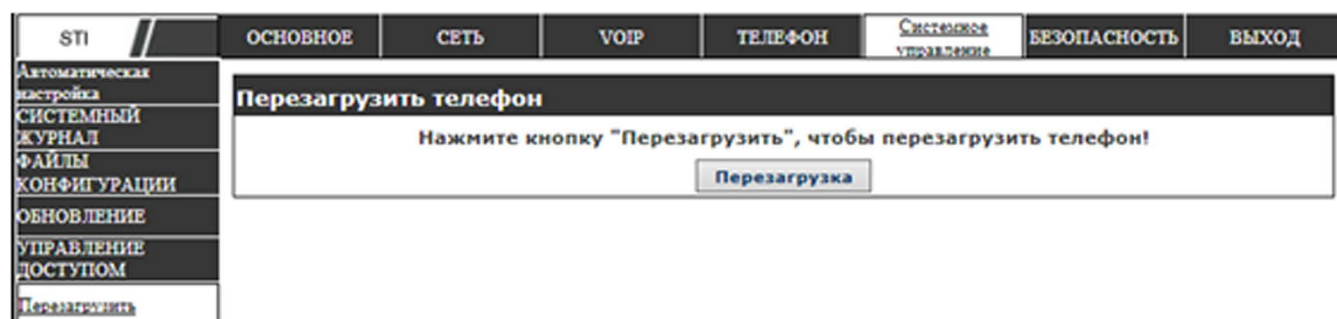 STI
ОСНОВНОЕ
СЕТЬ
VOIP
ТЕЛЕФОН
Системное
управление
БЕЗОПАСНОСТЬ
ВЫХОД
Автоматическая
настройка
СИСТЕМНЫЙ
ЖУРНАЛ
ФАЙЛЫ
КОНФИГУРАЦИИ
ОБНОВЛЕНИЕ
УПРАВЛЕНИЕ
ДОСТУПОМ
Перезагрузить
Перезагрузить телефон
Нажмите кнопку "Перезагрузить", чтобы перезагрузить телефон!
Перезагрузка